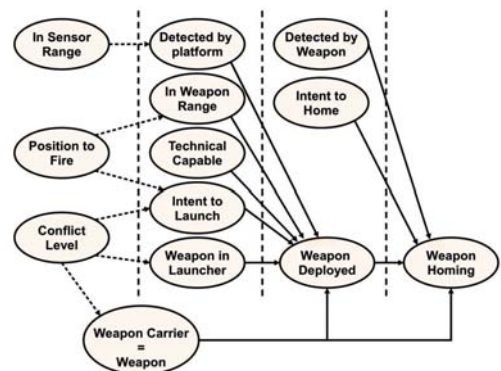 In Sensor
Range
Detected by
platform
Detected by
Weapon
In Weapon
Range
Intent to
Home
Position to
Fire
Technical
Capable
Intent to
Launch
Conflict
Level
Weapon in
Launcher
Weapon
Deployed
Weapon
Homing
Weapon Carrier
=
Weapon